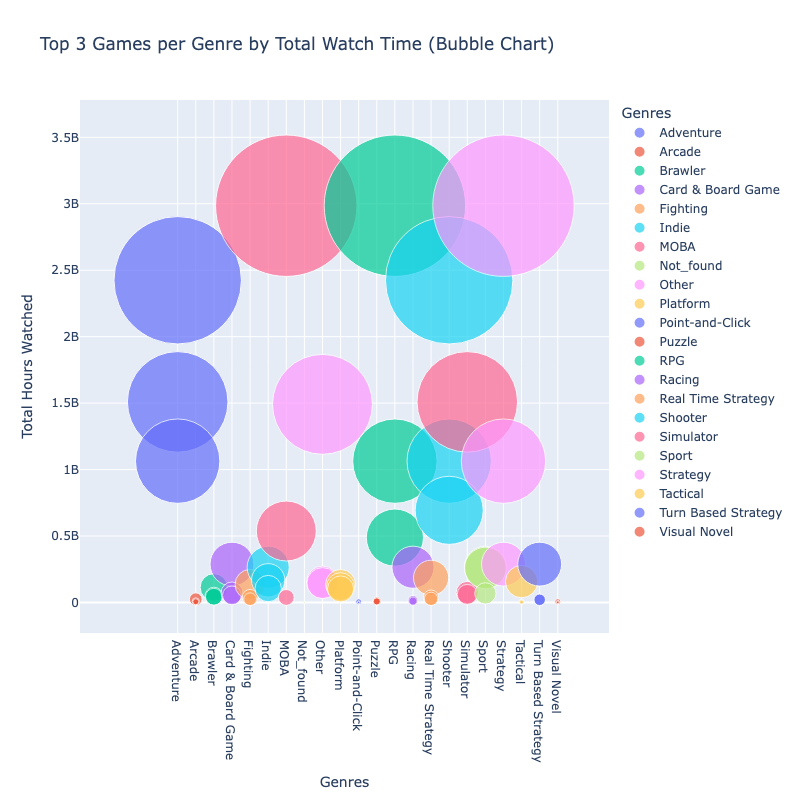 Top 3 Games per Genre by Total Watch Time (Bubble Chart)
Genres
Adventure
Arcade
Brawler
Card & Board Game
Fighting
Indie
MOBA
Not_found
Other
Platform
Point-and-Click
Puzzle
RPG
Racing
Real Time Strategy
Shooter
Simulator
Sport
Strategy
Tactical
Turn Based Strategy
Visual Novel
Total Hours Watched
3.5B
3B
2.5B
2B
1.5B
1B
0.5B
0
Adventure
Arcade
Brawler
Card & Board Game
Fighting
Indie
MOBA
Not_found
Other
Platform
Point-and-Click
Puzzle
RPG
Racing
Real Time Strategy
Shooter
Simulator
Sport
Strategy
Tactical
Turn Based Strategy
Visual Novel
Genres